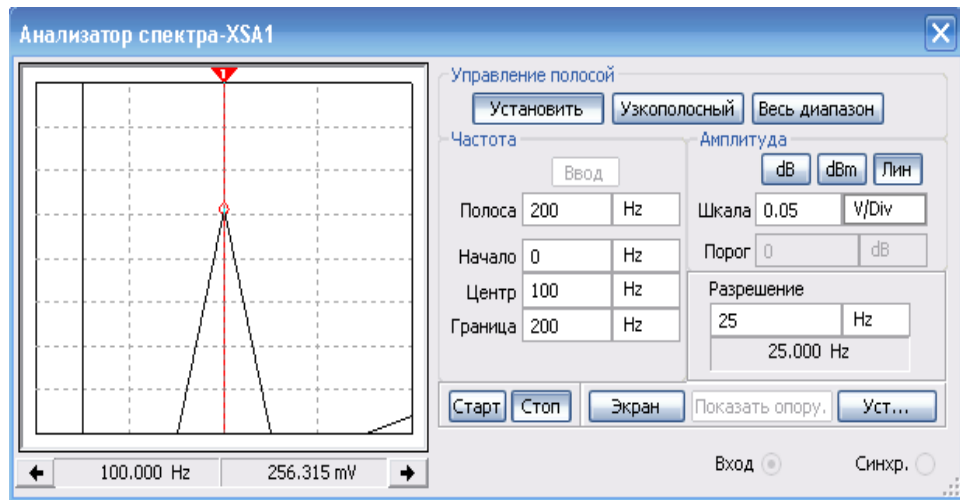 Анализатор спектра-XSA1
1
Управление полосой
Установить Узкополосный Весь диапазон
Частота
Ввод
Полоса 200 Hz
Начало 0 Hz
Центр 100 Hz
Граница 200 Hz
Амплитуда
dB dBm Лин
Шкала 0.05 V/Div
Порог 0 dB
Разрешение
25 Hz
25.000 Hz
Старт Стоп Экран Показать опору. Уст...
100.000 Hz 256.315 mV
Вход Синхр.